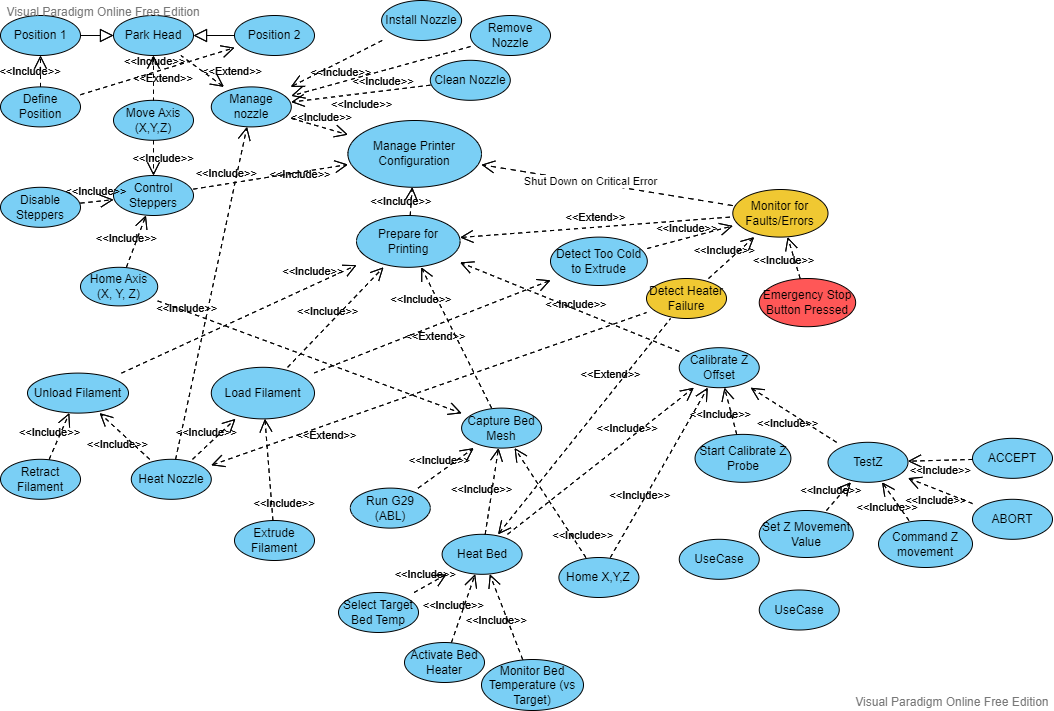 Visual Paradigm Online Free Edition
Position 1
Park Head
Position 2
Install Nozzle
Remove
Nozzle
<<Include>>
<<Include>>
<<Extend>>
<<Extend>>
<<Include>>
<<Include>>
Clean Nozzle
Define
Position
Move Axis
(X,Y,Z)
Manage
nozzle
<<Include>>
<<Include>>
Manage Printer
Configuration
<<Include>>
<<Include>>
<<Include>>
Shut Down on Critical Error
Disable
Steppers
<<Include>>
Control
Steppers
<<Include>>
Monitor for
Faults/Errors
<<Extend>>
<<Include>>
Prepare for
Printing
<<Include>>
<<Include>>
<<Include>>
Detect Too Cold
to Extrude
<<Include>>
Home Axis
(X, Y, Z)
<<Include>>
<<Include>>
<<Include>>
<<Include>>
<<Include>>
Detect Heater
Failure
Emergency Stop
Button Pressed
<<Extend>>
Calibrate Z
Offset
<<Extend>>
Unload Filament
Load Filament
<<Include>>
<<Include>>
<<Include>>
<<Include>>
<<Include>>
<<Extend>>
Capture Bed
Mesh
<<Include>>
<<Include>>
Start Calibrate Z
Probe
TestZ
ACCEPT
<<Include>>
Retract
Filament
Heat Nozzle
<<Include>>
<<Include>>
<<Include>>
<<Include>>
<<Include>>
<<Include>>
<<Include>>
Run G29
(ABL)
ABORT
Extrude
Filament
<<Include>>
Set Z Movement
Value
Command Z
movement
Heat Bed
UseCase
<<Include>>
Home X,Y,Z
Select Target
Bed Temp
<<Include>>
<<Include>>
UseCase
Activate Bed
Heater
Monitor Bed
Temperature (vs
Target)
Visual Paradigm Online Free Edition